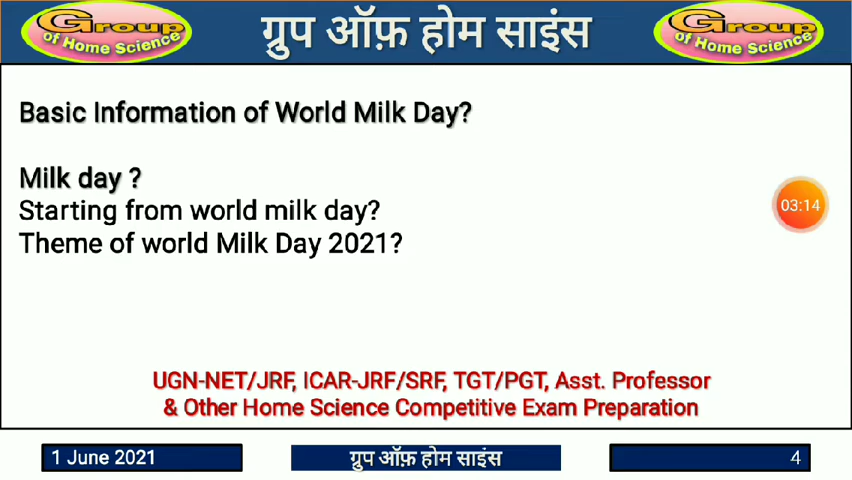 Group
of Home Science
ग्रुप ऑफ़ होम साइंस
Group
of Home Science
Basic Information of World Milk Day?
Milk day ?
Starting from world milk day?
03:14
Theme of world Milk Day 2021?
UGN-NET/JRF, ICAR-JRF/SRF, TGT/PGT, Asst. Professor
& Other Home Science Competitive Exam Preparation
1 June 2021
ग्रुप ऑफ़ होम साइंस
4